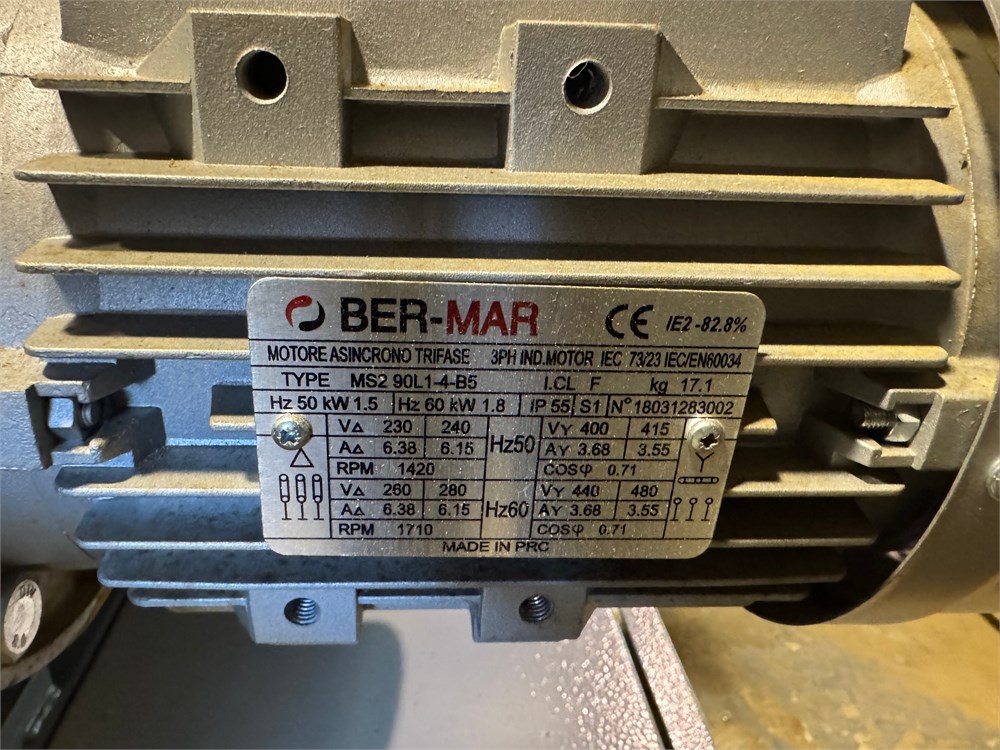 BER-MAR CE IE2-82.8%
MOTORE ASINCRONO TRIFASE 3PH IND.MOTOR IEC 73/23 IEC/EN60034
TYPE MS2 90L1-4-B5 I.CL F kg 17.1
Hz 50 kW 1.5 Hz 60 kW 1.8 IP 55 S1 N° 18031283002
V△ 230 240 Hz50 VY 400 415
A△ 6.38 6.15 AY 3.68 3.55
RPM 1420 COSφ 0.71
V△ 260 280 Hz60 VY 440 480
A△ 6.38 6.15 AY 3.68 3.55
RPM 1710 COSφ 0.71
MADE IN PRC
8.8